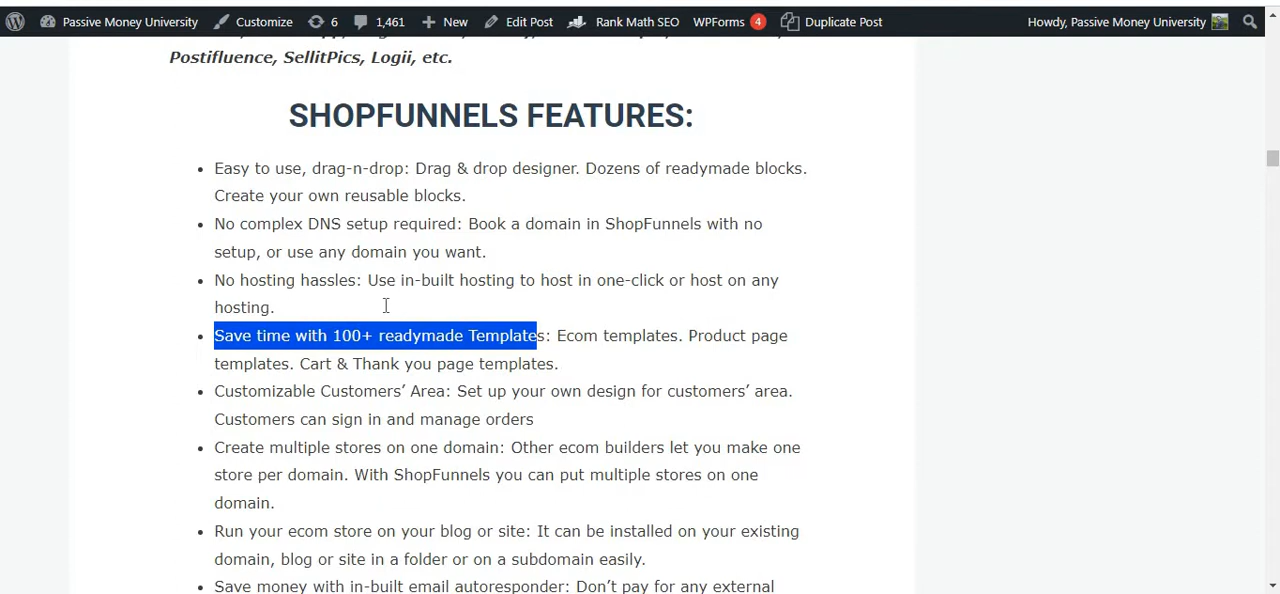 Passive Money University Customize 6 1,461 New Edit Post Rank Math SEO WPForms 4 Duplicate Post Howdy, Passive Money University
Postifluence, SellitPics, Logii, etc.
SHOPFUNNELS FEATURES:
• Easy to use, drag-n-drop: Drag & drop designer. Dozens of readymade blocks.
Create your own reusable blocks.
• No complex DNS setup required: Book a domain in ShopFunnels with no
setup, or use any domain you want.
• No hosting hassles: Use in-built hosting to host in one-click or host on any
hosting.
• Save time with 100+ readymade Templates: Ecom templates. Product page
templates. Cart & Thank you page templates.
• Customizable Customers’ Area: Set up your own design for customers’ area.
Customers can sign in and manage orders
• Create multiple stores on one domain: Other ecom builders let you make one
store per domain. With ShopFunnels you can put multiple stores on one
domain.
• Run your ecom store on your blog or site: It can be installed on your existing
domain, blog or site in a folder or on a subdomain easily.
• Save money with in-built email autoresponder: Don’t pay for any external